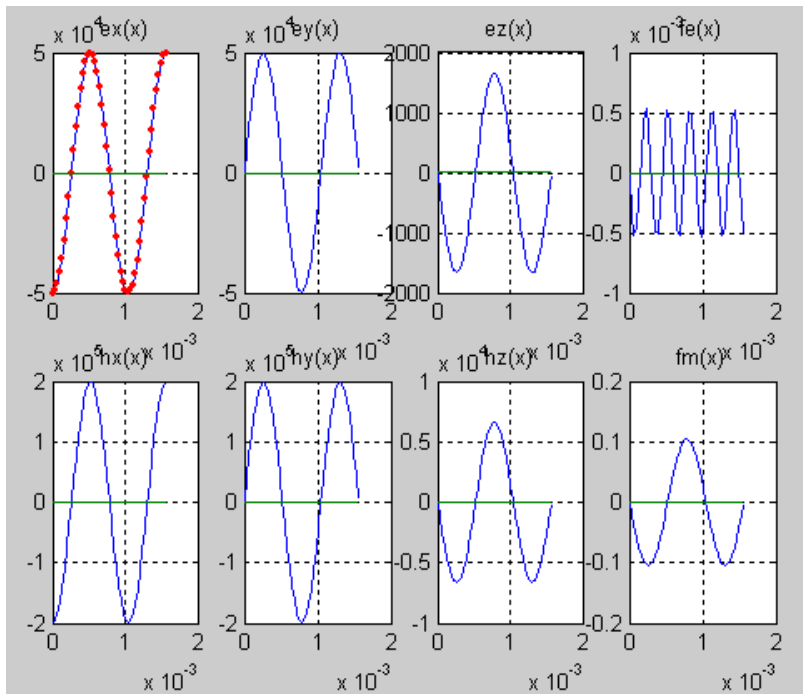 x 10^4 ex(x)
x 10^4 ey(x)
ez(x)
x 10^-3 fe(x)
5
0
-5
0 1 2
x 10^-3
5
0
-5
0 1 2
x 10^-3
2000
1000
0
-1000
-2000
0 1 2
x 10^-3
1
0.5
0
-0.5
-1
0 1 2
x 10^-3
x 10^5 hx(x)
x 10^5 hy(x)
x 10^4 hz(x)
fm(x)
2
1
0
-1
-2
0 1 2
x 10^-3
2
1
0
-1
-2
0 1 2
x 10^-3
1
0.5
0
-0.5
-1
0 1 2
x 10^-3
0.2
0.1
0
-0.1
-0.2
0 1 2
x 10^-3